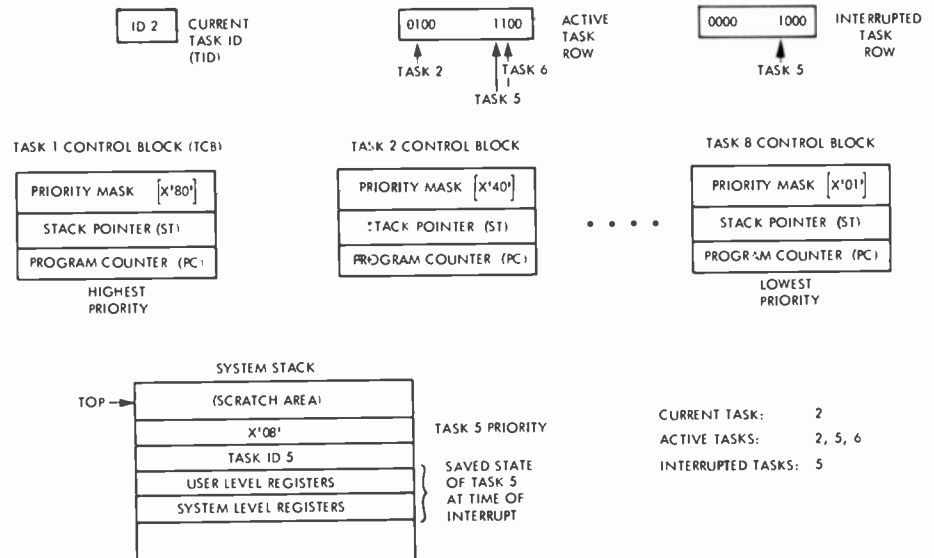 ID 2
CURRENT
TASK ID
(TID)
0100 1100
ACTIVE
TASK
ROW
TASK 2
TASK 6
TASK 5
0000 1000
INTERRUPTED
TASK
ROW
TASK 5
TASK 1 CONTROL BLOCK (TCB)
PRIORITY MASK [X'80']
STACK POINTER (ST)
PROGRAM COUNTER (PC)
HIGHEST
PRIORITY
TASK 2 CONTROL BLOCK
PRIORITY MASK [X'40']
STACK POINTER (ST)
PROGRAM COUNTER (PC)
• • • •
TASK 8 CONTROL BLOCK
PRIORITY MASK [X'01']
STACK POINTER (ST)
PROGRAM COUNTER (PC)
LOWEST
PRIORITY
SYSTEM STACK
TOP
(SCRATCH AREA)
X'08'
TASK 5 PRIORITY
TASK ID 5
USER LEVEL REGISTERS
SYSTEM LEVEL REGISTERS
SAVED STATE
OF TASK 5
AT TIME OF
INTERRUPT
CURRENT TASK: 2
ACTIVE TASKS: 2, 5, 6
INTERRUPTED TASKS: 5